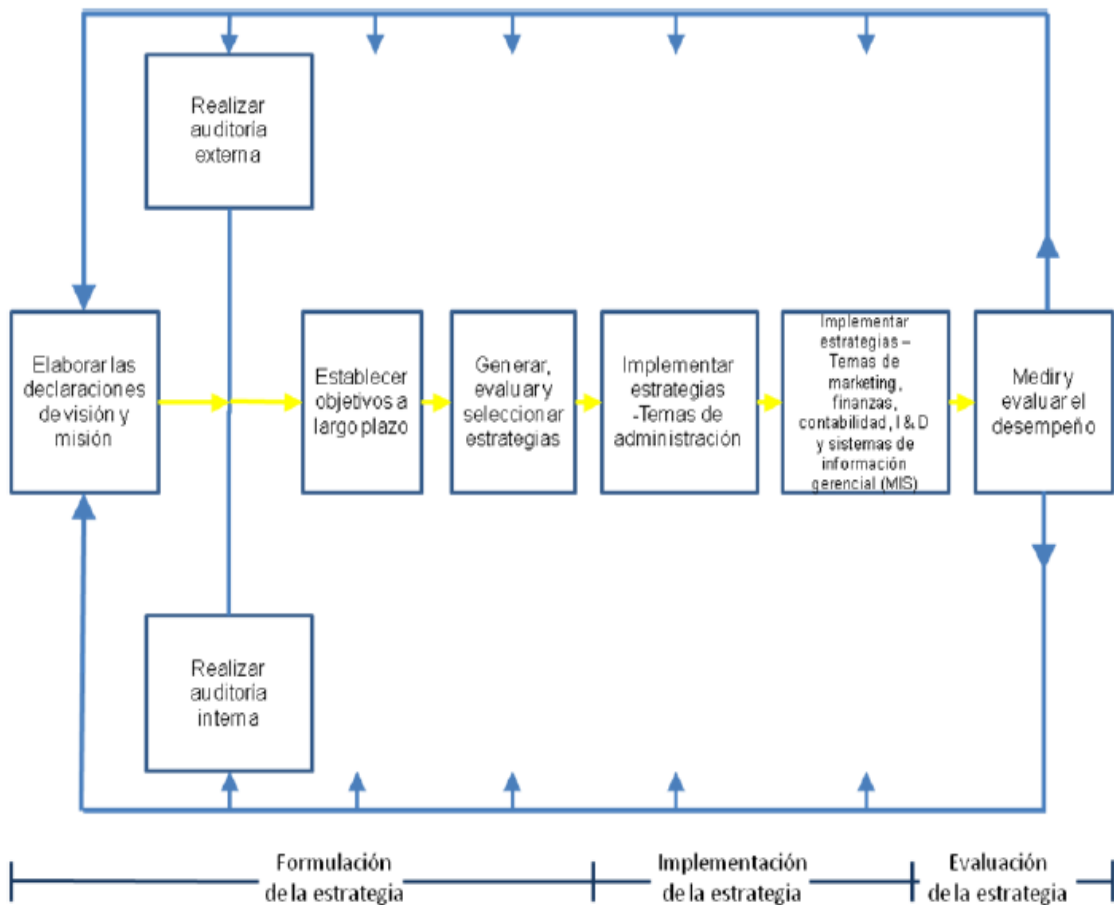 Realizar
auditoría
externa
Elaborar las
declaraciones
de visión y
misión
Establecer
objetivos a
largo plazo
Generar,
evaluar y
seleccionar
estrategias
Implementar
estrategias
-Temas de
administración
Implementar
estrategias –
Temas de
marketing,
finanzas,
contabilidad, I & D
y sistemas de
información
gerencial (MIS)
Medir y
evaluar el
desempeño
Realizar
auditoría
interna
Formulación
de la estrategia
Implementación
de la estrategia
Evaluación
de la estrategia